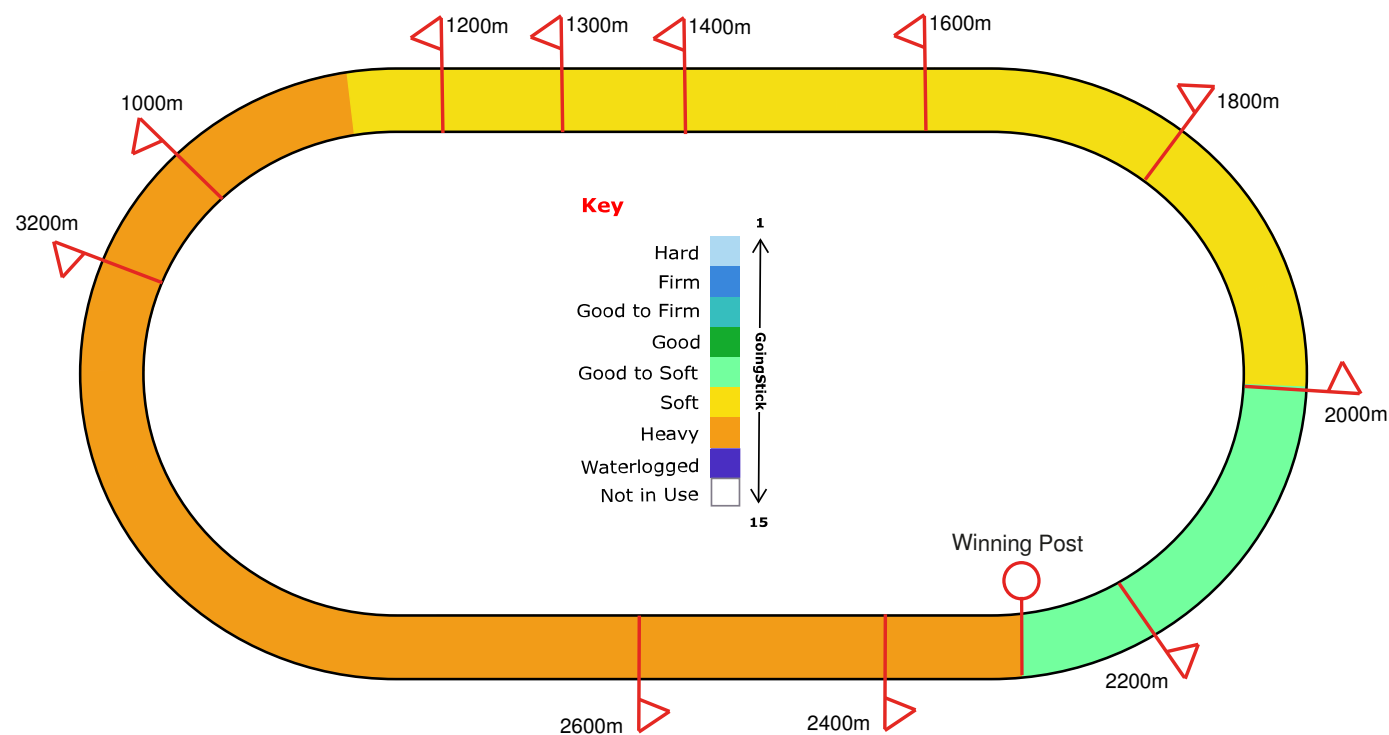 1200m
1300m
1400m
1600m
1800m
1000m
3200m
Key
1
Hard
Firm
Good to Firm
Good
Good to Soft
Soft
Heavy
Waterlogged
Not in Use
GoingStick
15
2000m
Winning Post
2200m
2400m
2600m